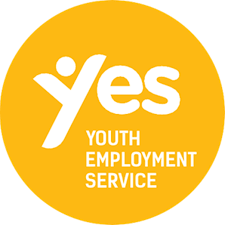 yes
YOUTH
EMPLOYMENT
SERVICE